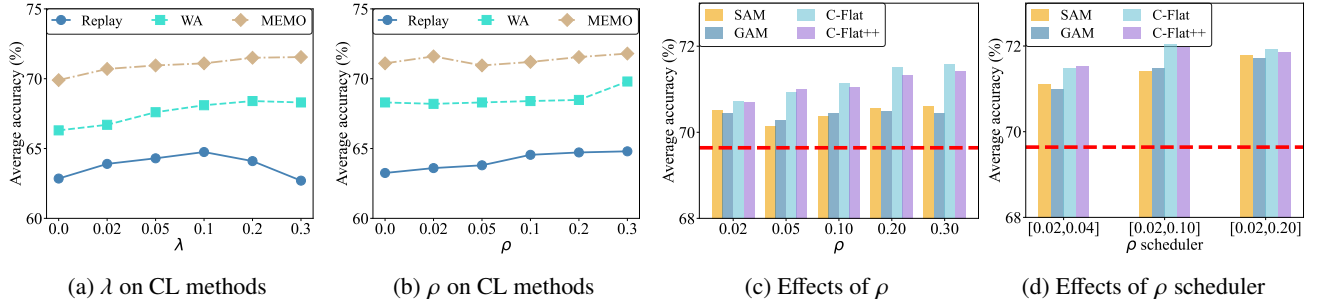 Replay WA MEMO
75
70
65
60
Average accuracy (%)
0.0 0.02 0.05 0.1 0.2 0.3
λ
(a) λ on CL methods
Replay WA MEMO
75
70
65
60
Average accuracy (%)
0.0 0.02 0.05 0.1 0.2 0.3
ρ
(b) ρ on CL methods
SAM C-Flat
GAM C-Flat++
72
70
68
Average accuracy (%)
0.02 0.05 0.10 0.20 0.30
ρ
(c) Effects of ρ
SAM C-Flat
GAM C-Flat++
72
70
68
Average accuracy (%)
[0.02,0.04] [0.02,0.10] [0.02,0.20]
ρ scheduler
(d) Effects of ρ scheduler